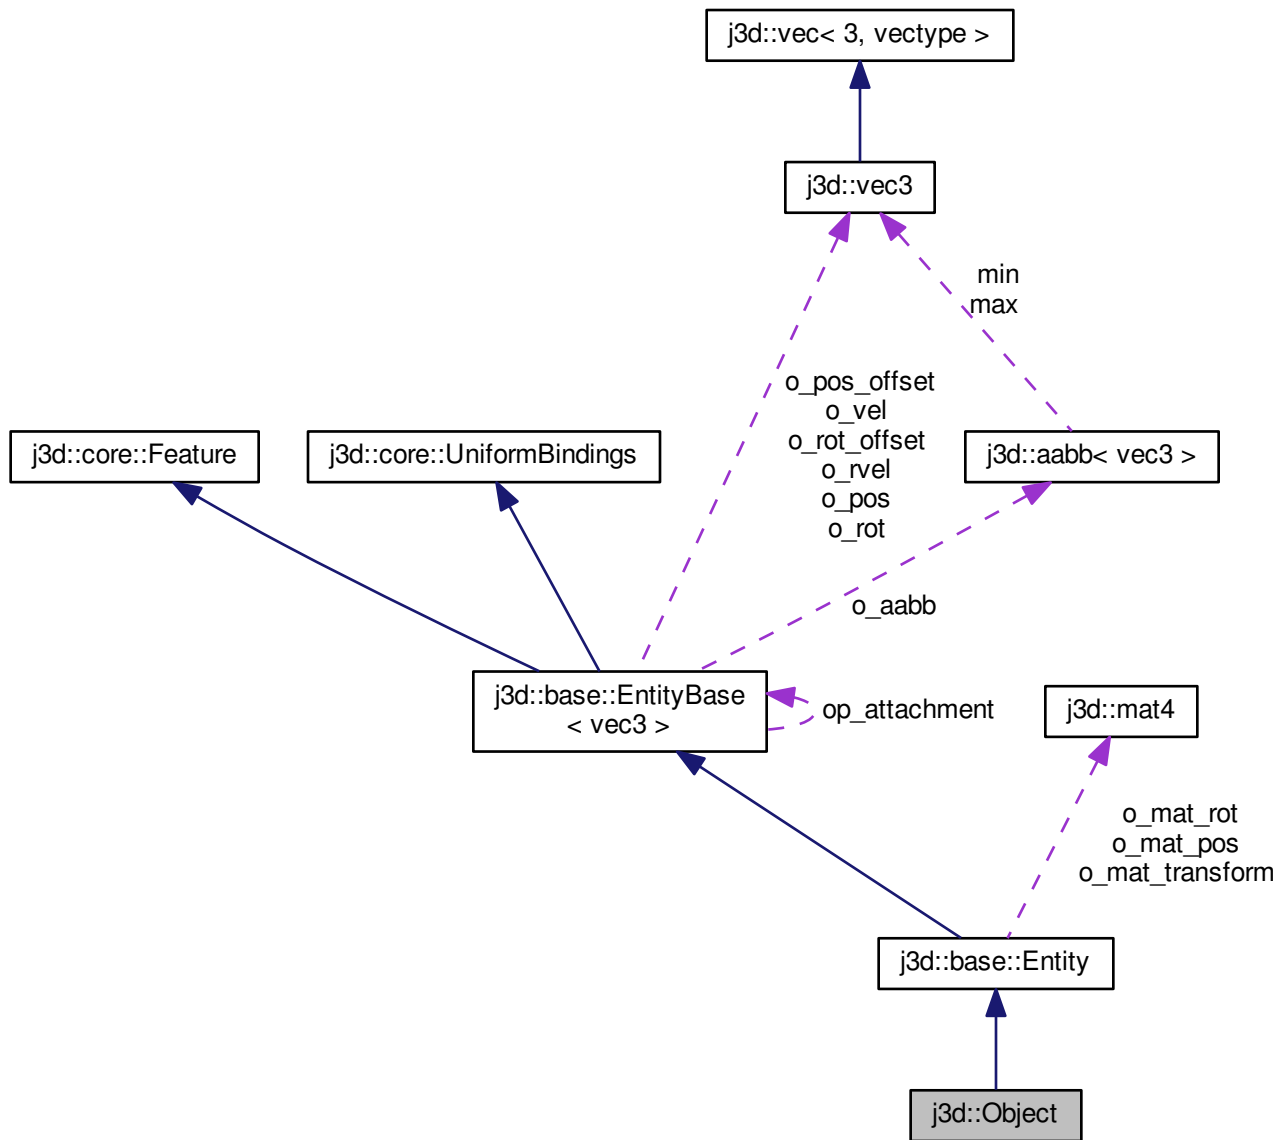 j3d::vec< 3, vectype >
j3d::vec3
min
max
o_pos_offset
o_vel
o_rot_offset
o_rvel
o_pos
o_rot
j3d::core::Feature
j3d::core::UniformBindings
j3d::aabb< vec3 >
o_aabb
j3d::base::EntityBase
< vec3 >
op_attachment
j3d::mat4
o_mat_rot
o_mat_pos
o_mat_transform
j3d::base::Entity
j3d::Object